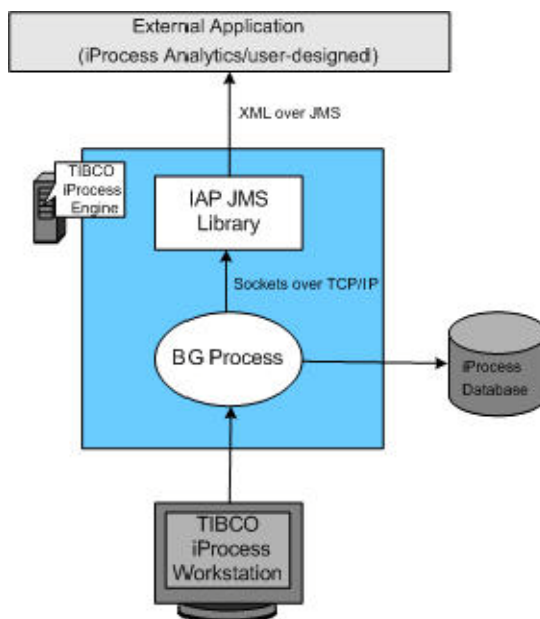 External Application
(iProcess Analytics/user-designed)
XML over JMS
TIBCO
iProcess
Engine
IAP JMS
Library
Sockets over TCP/IP
BG Process
iProcess
Database
TIBCO
iProcess
Workstation